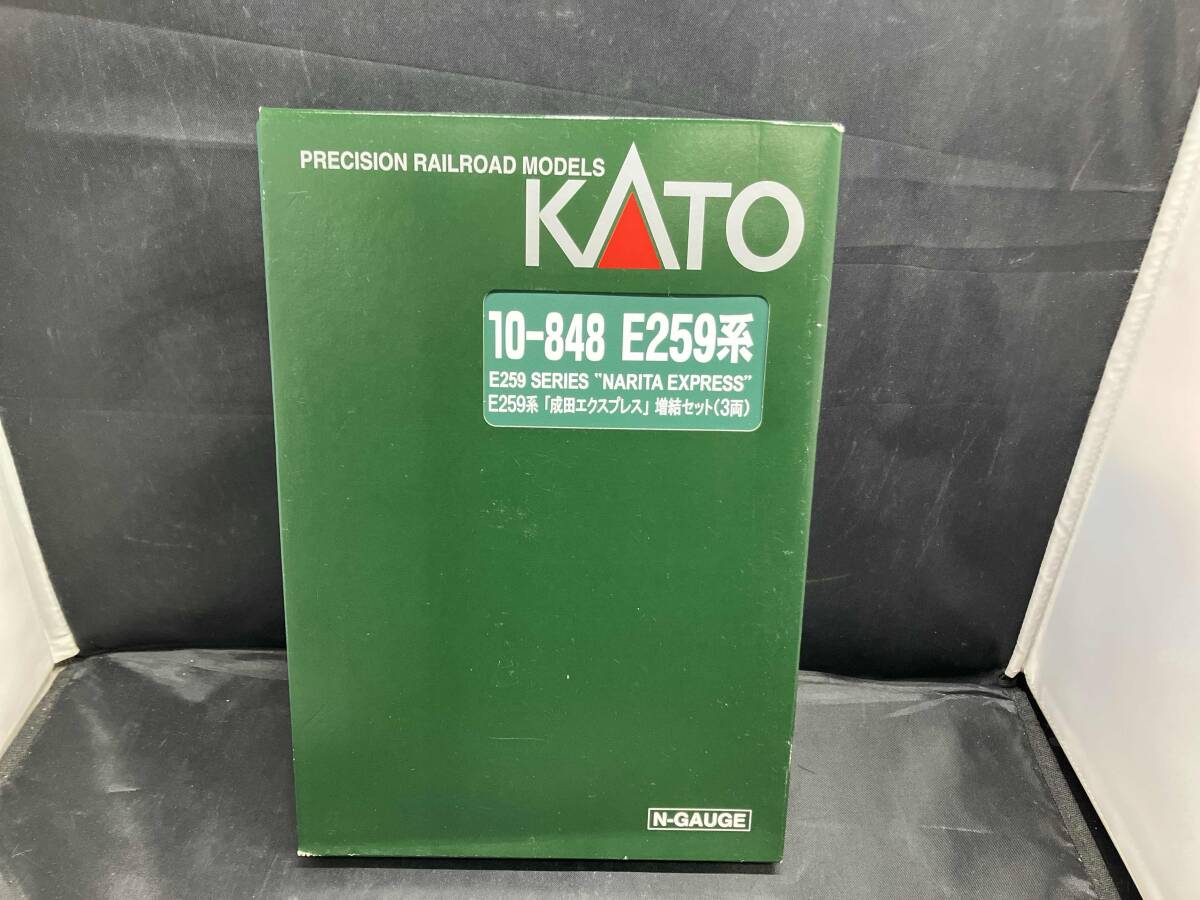 PRECISION RAILROAD MODELS
KATO
10-848 E259系
E259 SERIES "NARITA EXPRESS"
E259系「成田エクスプレス」増結セット(3両)
N-GAUGE